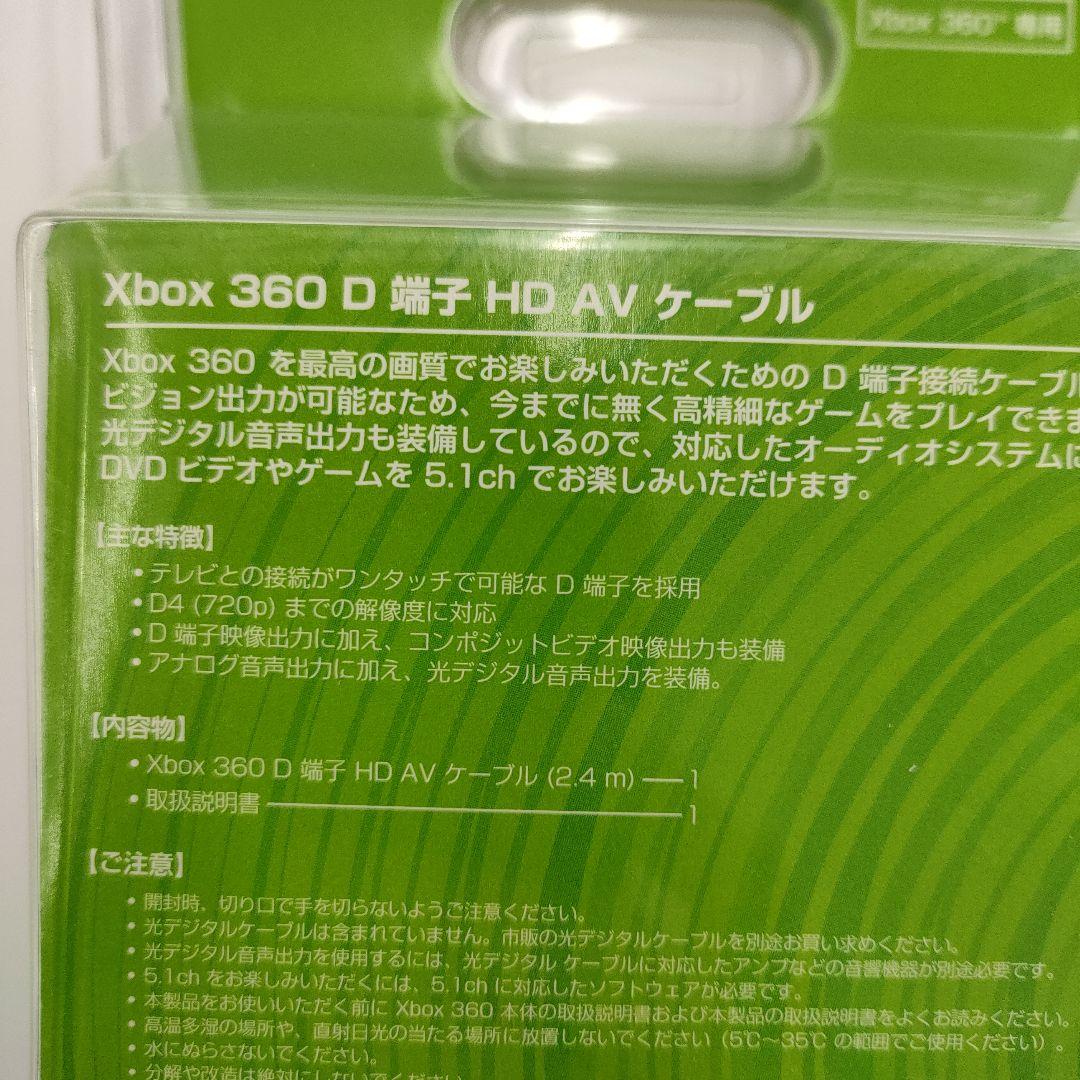 Xbox 360™ 専用
Xbox 360 D 端子 HD AV ケーブル
Xbox 360 を最高の画質でお楽しみいただくための D 端子接続ケーブル
ビジョン出力が可能なため、今までに無く高精細なゲームをプレイできま
光デジタル音声出力も装備しているので、対応したオーディオシステムに
DVD ビデオやゲームを 5.1ch でお楽しみいただけます。
【主な特徴】
• テレビとの接続がワンタッチで可能な D 端子を採用
• D4 (720p) までの解像度に対応
• D 端子映像出力に加え、コンポジットビデオ映像出力も装備
• アナログ音声出力に加え、光デジタル音声出力を装備。
【内容物】
• Xbox 360 D 端子 HD AV ケーブル (2.4 m) ── 1
• 取扱説明書 ── 1
【ご注意】
• 開封時、切り口で手を切らないようご注意ください。
• 光デジタルケーブルは含まれていません。市販の光デジタルケーブルを別途お買い求めください。
• 光デジタル音声出力を使用するには、光デジタル ケーブルに対応したアンプなどの音響機器が別途必要です。
• 5.1ch をお楽しみいただくには、5.1ch に対応したソフトウェアが必要です。
• 本製品をお使いいただく前に Xbox 360 本体の取扱説明書および本製品の取扱説明書をよくお読みください。
• 高温多湿の場所や、直射日光の当たる場所に放置しないでください（5℃～35℃ の範囲でご使用ください）。
• 水にぬらさないでください。
• 分解や改造は絶対にしないでください。